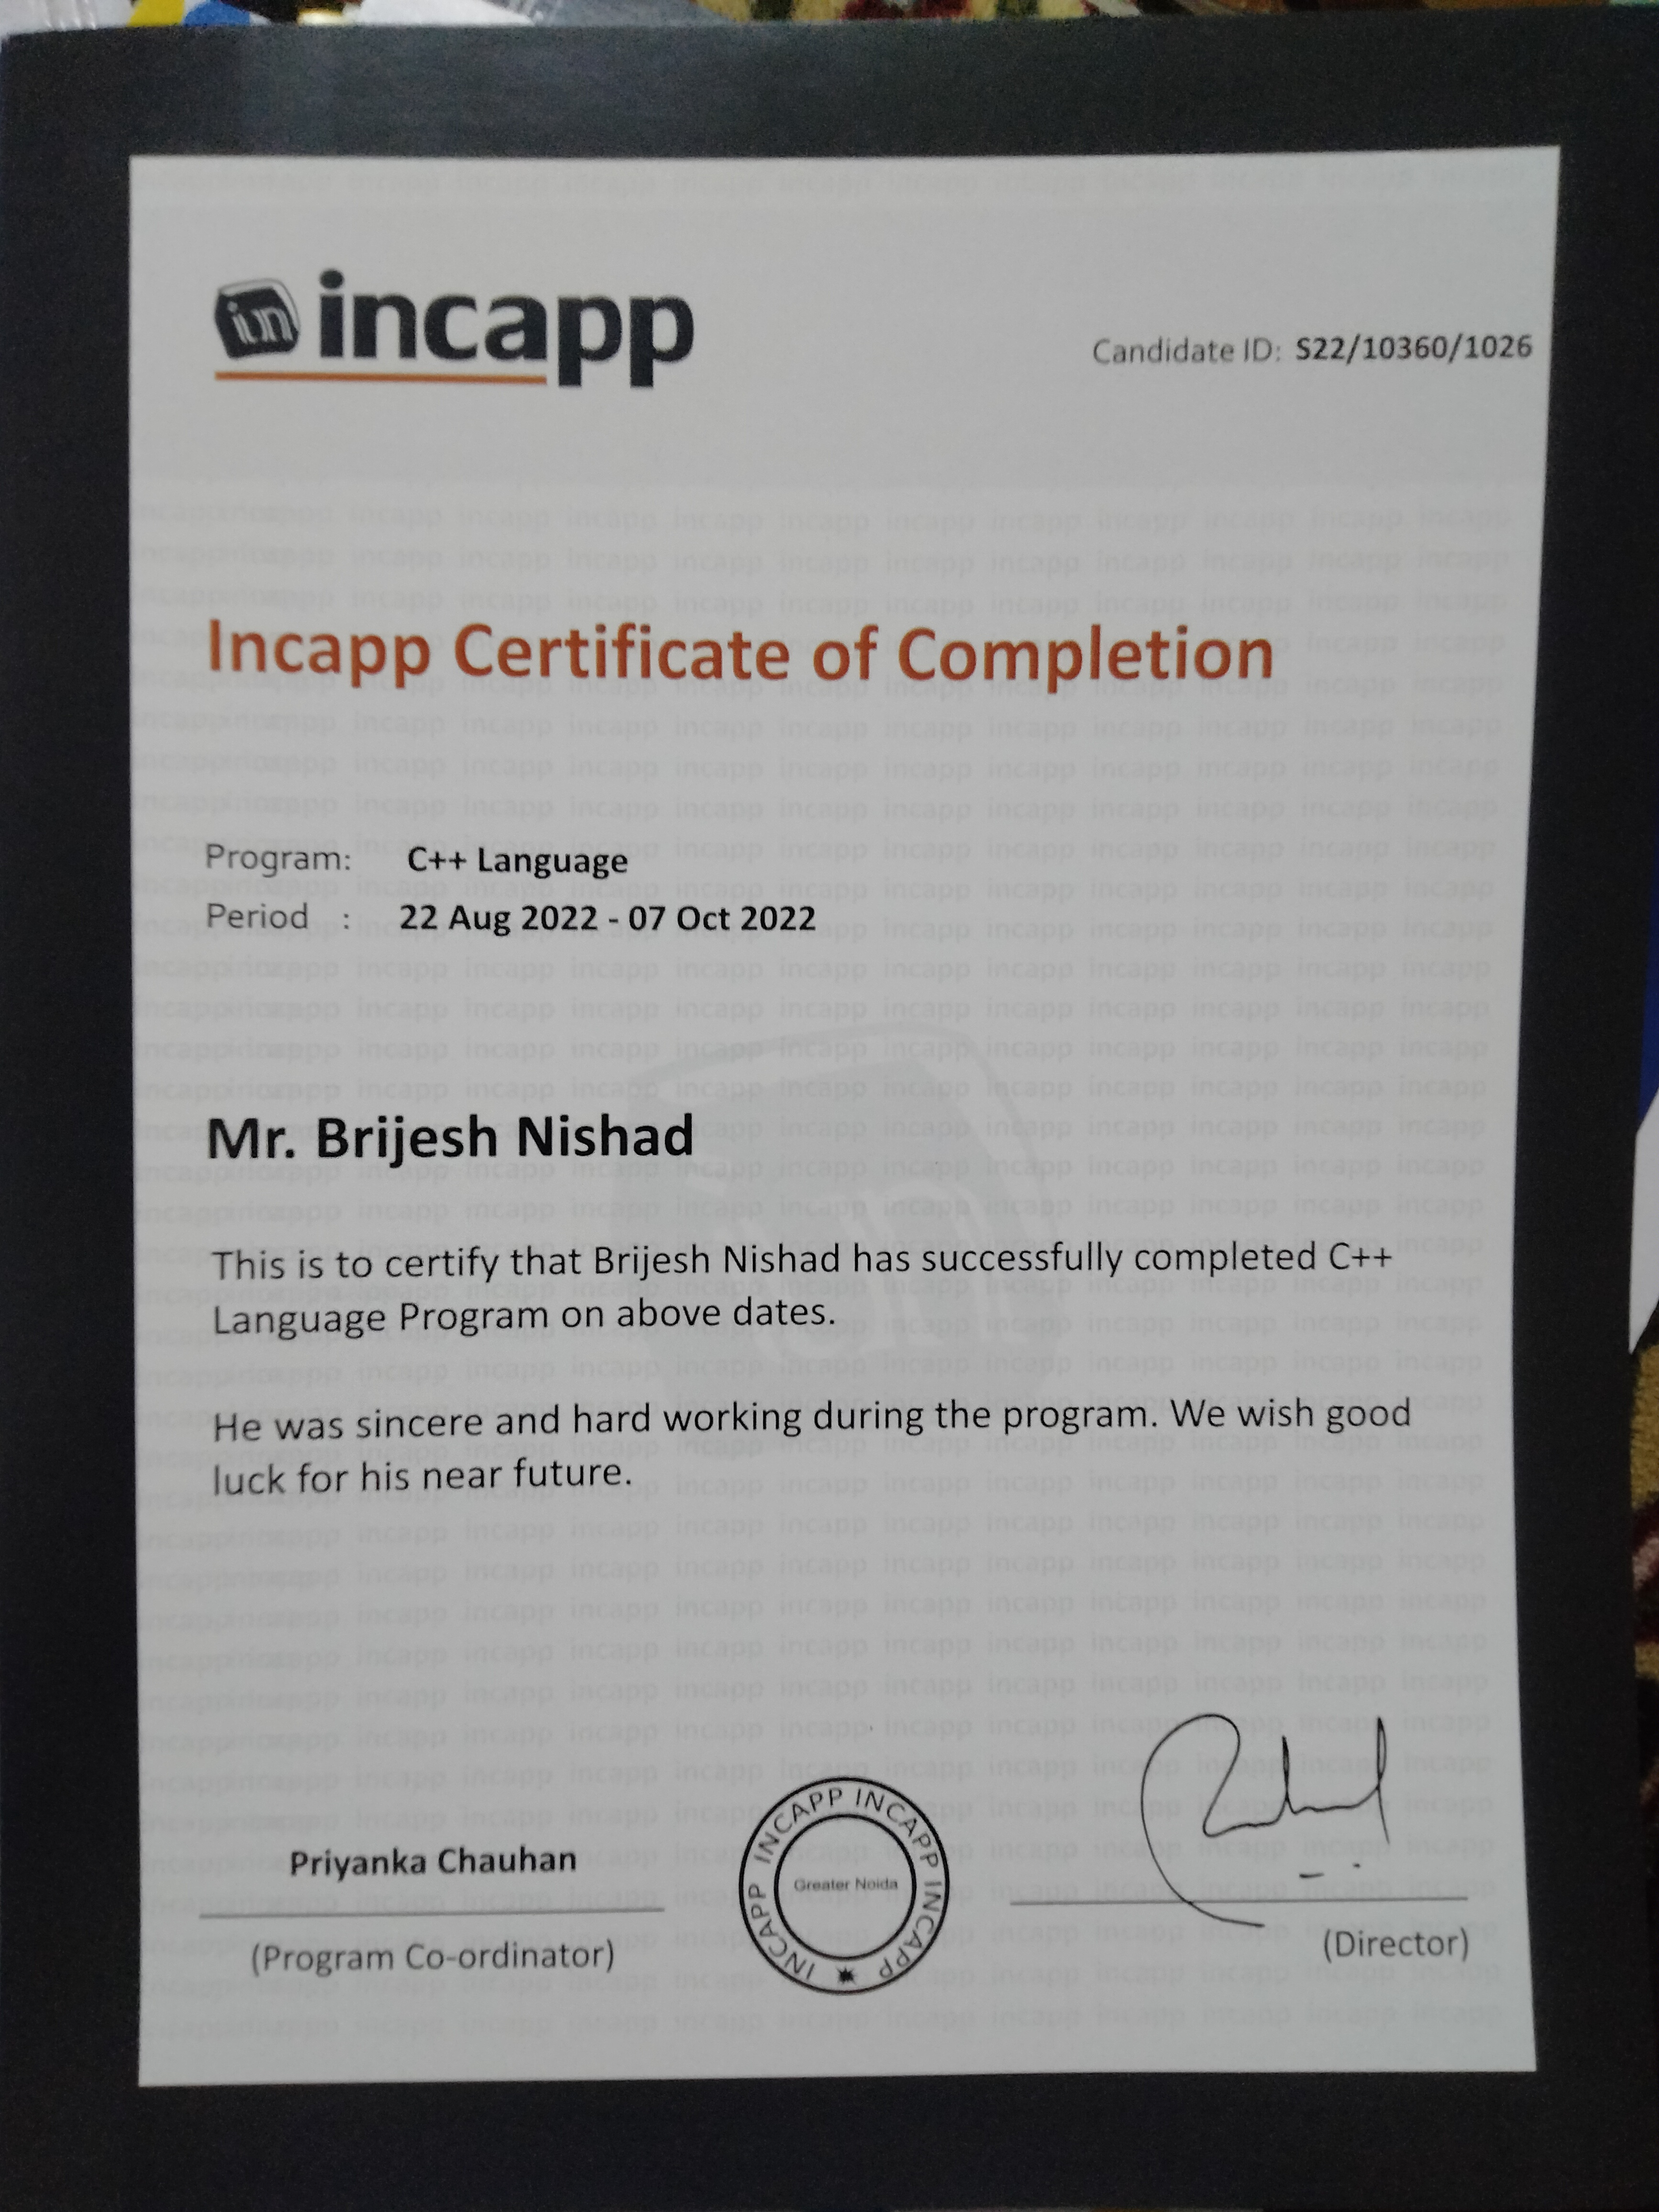 in incapp
Candidate ID: S22/10360/1026
Incapp Certificate of Completion
Program: C++ Language
Period : 22 Aug 2022 - 07 Oct 2022
Mr. Brijesh Nishad
This is to certify that Brijesh Nishad has successfully completed C++
Language Program on above dates.
He was sincere and hard working during the program. We wish good
luck for his near future.
Priyanka Chauhan
(Program Co-ordinator)
INCAPP INCAPP INCAPP INCAPP
Greater Noida
(Director)